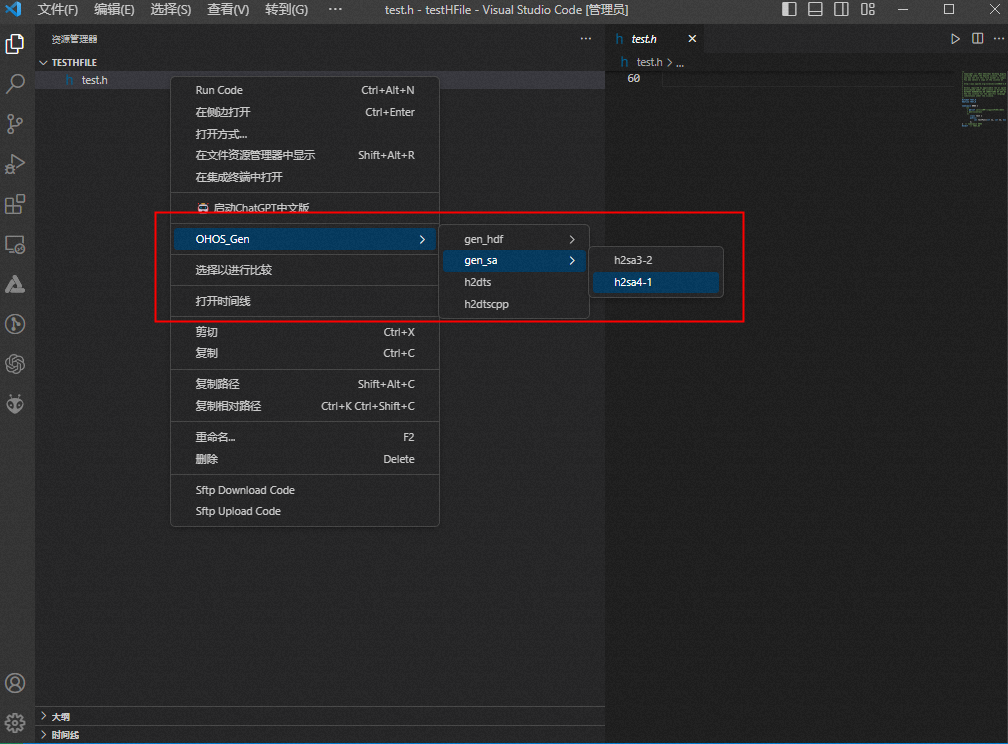 文件(F) 编辑(E) 选择(S) 查看(V) 转到(G) ··· test.h - testHFile - Visual Studio Code [管理员]
资源管理器 ···
TESTHFILE
test.h
test.h
test.h > ...
60
Run Code Ctrl+Alt+N
在侧边打开 Ctrl+Enter
打开方式...
在文件资源管理器中显示 Shift+Alt+R
在集成终端中打开
启动ChatGPT中文版
OHOS_Gen
选择以进行比较
打开时间线
剪切 Ctrl+X
复制 Ctrl+C
复制路径 Shift+Alt+C
复制相对路径 Ctrl+K Ctrl+Shift+C
重命名... F2
删除 Delete
Sftp Download Code
Sftp Upload Code
gen_hdf
gen_sa
h2dts
h2dtscpp
h2sa3-2
h2sa4-1
大纲
时间线